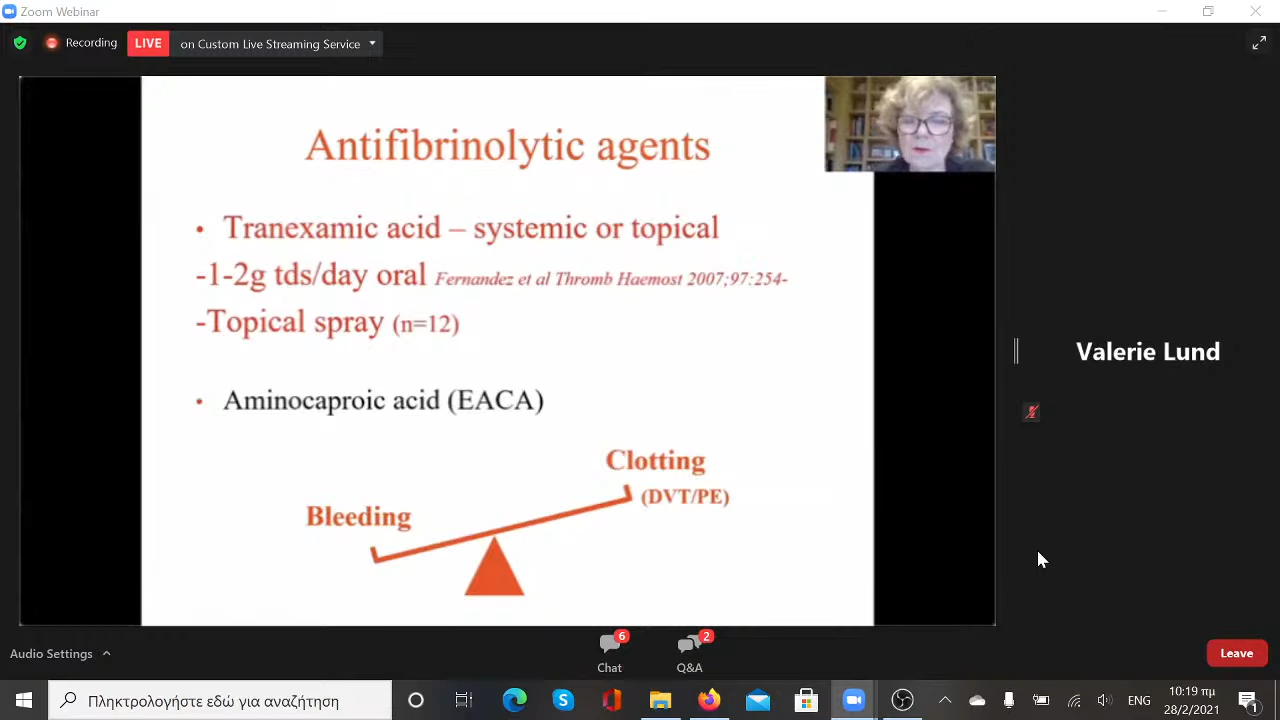 Zoom Webinar
Recording
LIVE
on Custom Live Streaming Service
Antifibrinolytic agents
• Tranexamic acid – systemic or topical
-1-2g tds/day oral Fernandez et al Thromb Haemost 2007;97:254-
-Topical spray (n=12)
• Aminocaproic acid (EACA)
Clotting
(DVT/PE)
Bleeding
Valerie Lund
Audio Settings
6
Chat
2
Q&A
Leave
Πληκτρολογήστε εδώ για αναζήτηση
ENG
10:19 πμ
28/2/2021
1